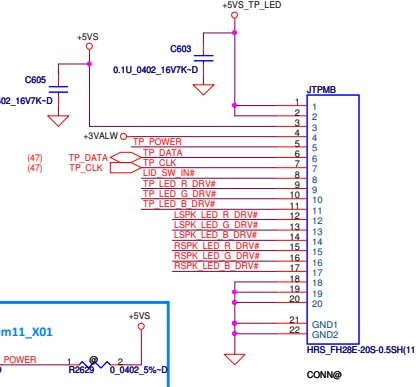 +5VS_TP_LED
+5VS
C603
0.1U_0402_16V7K~D
C605
02_16V7K~D
JTPMB
1 1
2 2
3 3
+3VALW 4 4
TP_POWER 5 5
(47) TP_DATA TP_DATA 6 6
(47) TP_CLK TP_CLK 7 7
LID_SW_IN# 8 8
TP_LED_R_DRV# 9 9
TP_LED_G_DRV# 10 10
TP_LED_B_DRV# 11 11
LSPK_LED_R_DRV# 12 12
LSPK_LED_G_DRV# 13 13
LSPK_LED_B_DRV# 14 14
RSPK_LED_R_DRV# 15 15
RSPK_LED_G_DRV# 16 16
RSPK_LED_B_DRV# 17 17
18 18
19 19
20 20
21 GND1
22 GND2
HRS_FH28E-20S-0.5SH(11
CONN@
em11_X01
+5VS
POWER 1 @ 2
R2629 0_0402_5%~D